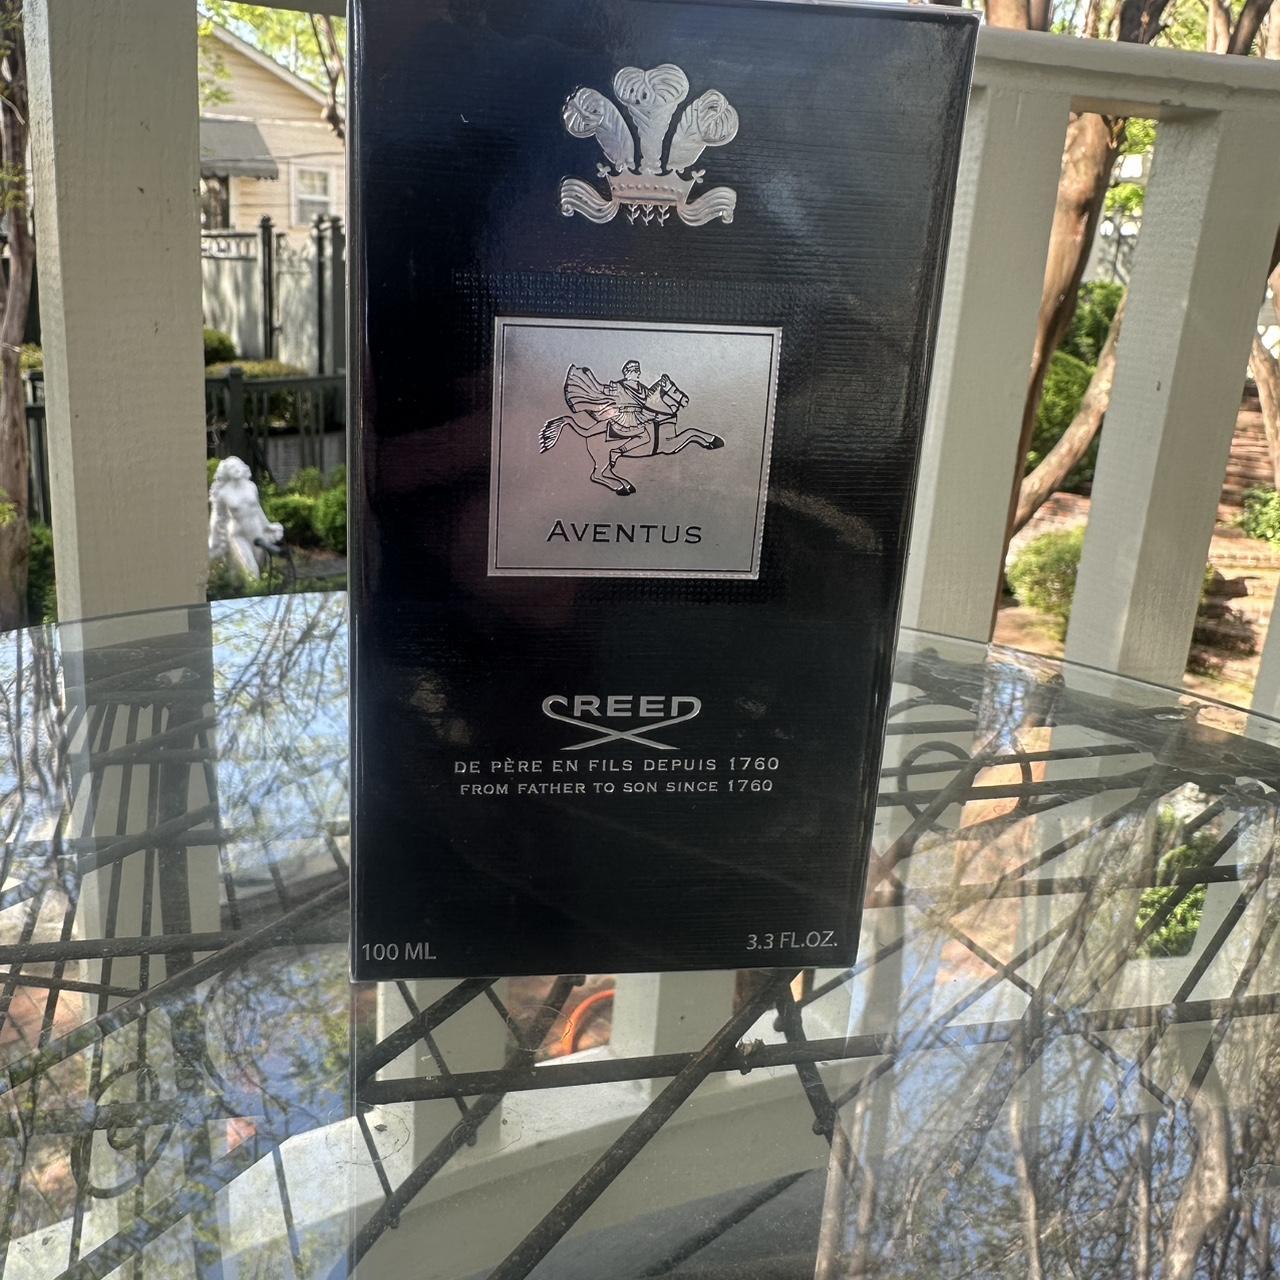 AVENTUS
CREED
DE PÈRE EN FILS DEPUIS 1760
FROM FATHER TO SON SINCE 1760
100 ML
3.3 FL.OZ.